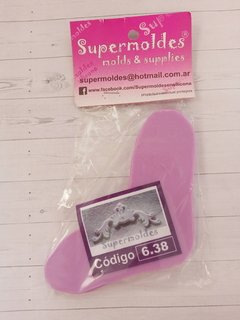 Supermoldes®
molds & supplies
supermoldes@hotmail.com.ar
www.facebook.com/Supermoldesensilicona
Supermoldes
Código 6.38